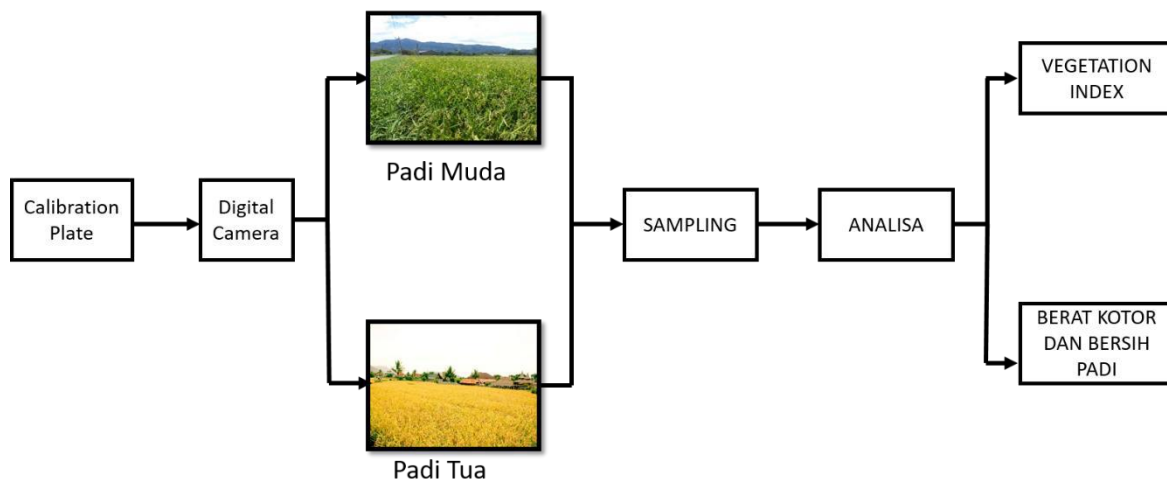 Calibration
Plate
Digital
Camera
Padi Muda
Padi Tua
SAMPLING
ANALISA
VEGETATION
INDEX
BERAT KOTOR
DAN BERSIH
PADI